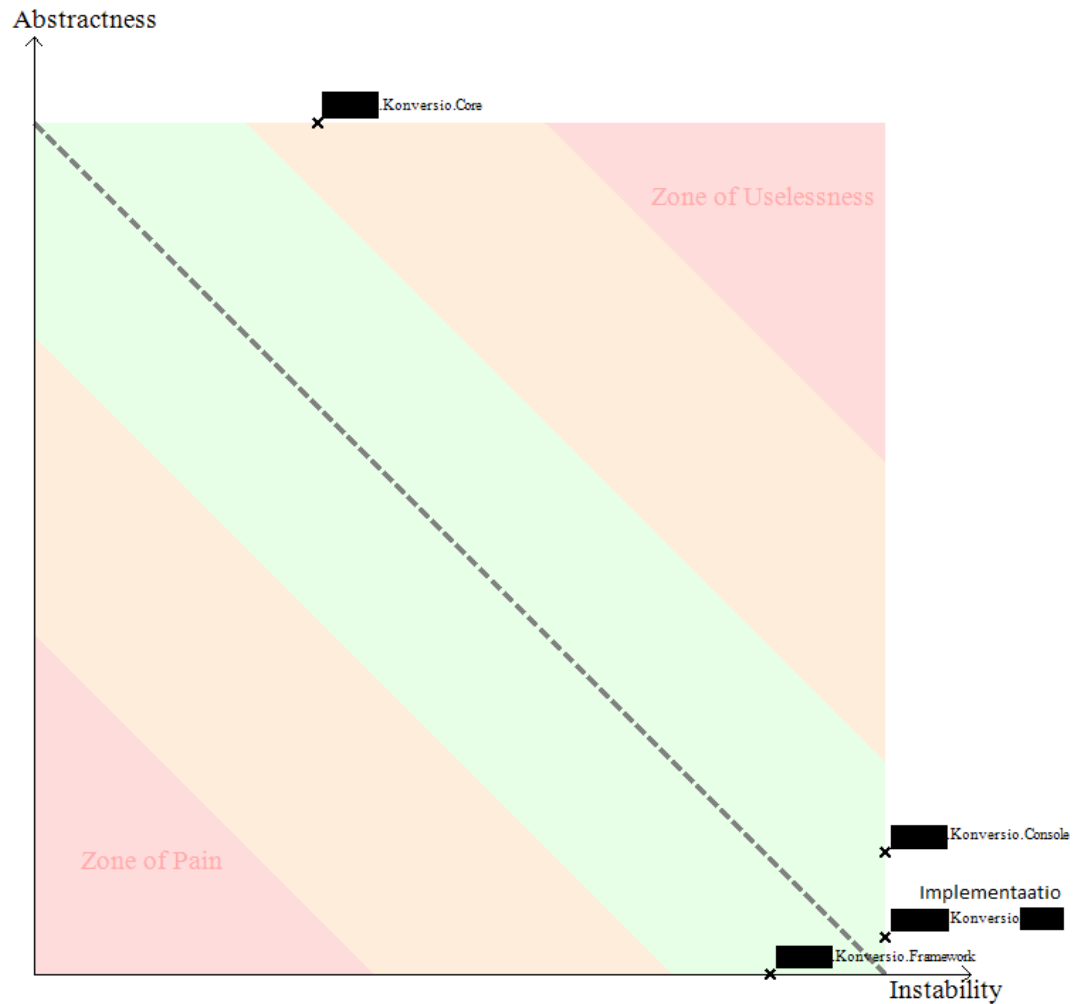 Abstractness
.Konversio.Core
Zone of Uselessness
.Konversio.Console
Zone of Pain
Implementaatio
Konversio
.Konversio.Framework
Instability